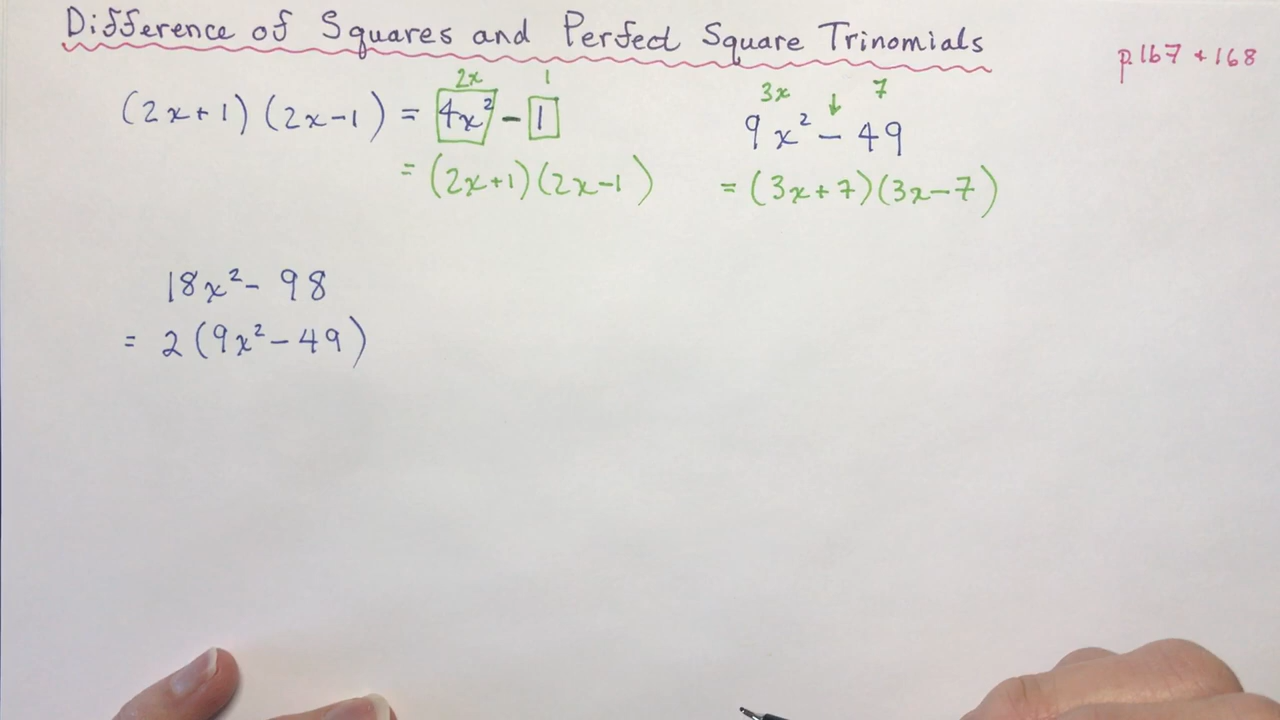 Difference of Squares and Perfect Square Trinomials
p.167 + 168
2x 1
(2x+1)(2x-1) = 4x² - 1
= (2x+1)(2x-1)
3x ↓ 7
9x² - 49
= (3x+7)(3x-7)
18x² - 98
= 2(9x² - 49)